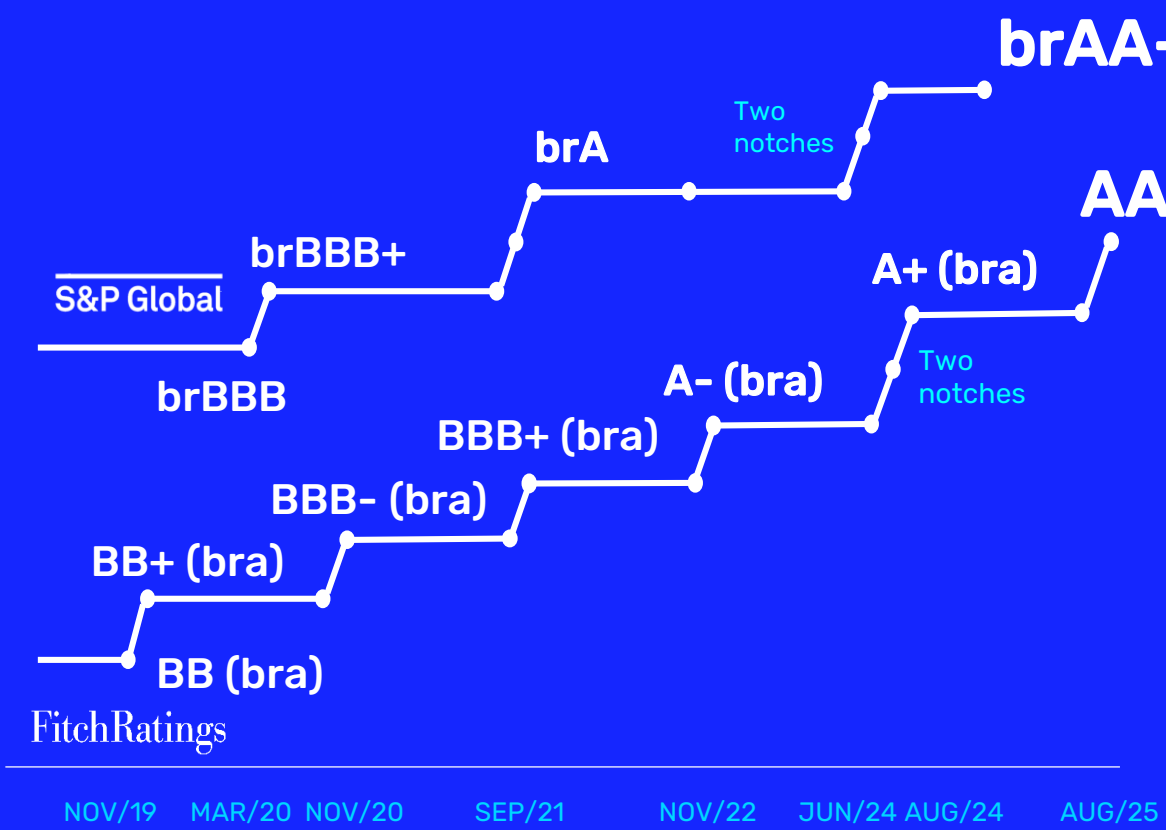 brAA-
Two
notches
brA
AA
brBBB+
A+ (bra)
S&P Global
Two
notches
A- (bra)
brBBB
BBB+ (bra)
BBB- (bra)
BB+ (bra)
BB (bra)
FitchRatings
NOV/19 MAR/20 NOV/20 SEP/21 NOV/22 JUN/24 AUG/24 AUG/25